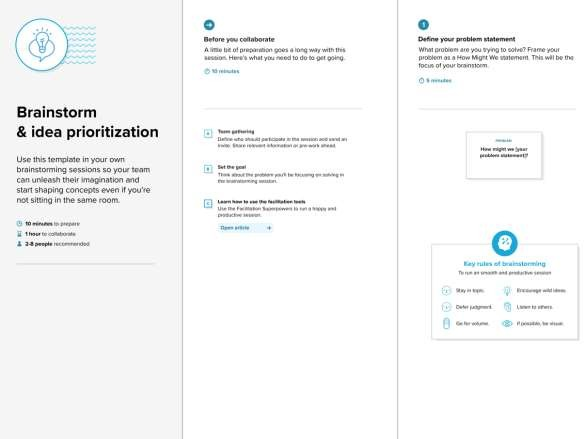 Brainstorm
& idea prioritization
Use this template in your own
brainstorming sessions so your team
can unleash their imagination and
start shaping concepts even if you're
not sitting in the same room.
10 minutes to prepare
1 hour to collaborate
2-8 people recommended
Before you collaborate
A little bit of preparation goes a long way with this
session. Here's what you need to do to get going.
10 minutes
A
Team gathering
Define who should participate in the session and send an
invite. Share relevant information or pre-work ahead.
B
Set the goal
Think about the problem you'll be focusing on solving in
the brainstorming session.
C
Learn how to use the facilitation tools
Use the Facilitation Superpowers to run a happy and
productive session.
Open article
1
Define your problem statement
What problem are you trying to solve? Frame your
problem as a How Might We statement. This will be the
focus of your brainstorm.
5 minutes
PROBLEM
How might we [your
problem statement]?
Key rules of brainstorming
To run an smooth and productive session
Stay in topic.
Encourage wild ideas.
Defer judgment.
Listen to others.
Go for volume.
If possible, be visual.